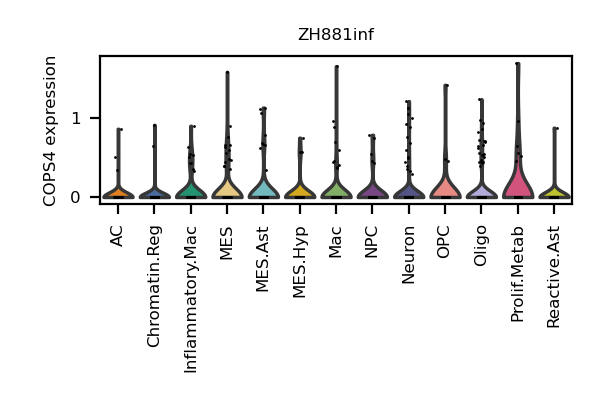 ZH881inf
COPS4 expression
1
0
AC
Chromatin.Reg
Inflammatory.Mac
MES
MES.Ast
MES.Hyp
Mac
NPC
Neuron
OPC
Oligo
Prolif.Metab
Reactive.Ast